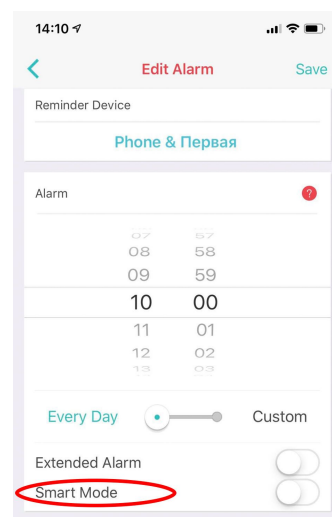 14:10
Edit Alarm Save
Reminder Device
Phone & Первая
Alarm ?
07 57
08 58
09 59
10 00
11 01
12 02
13 03
Every Day Custom
Extended Alarm
Smart Mode